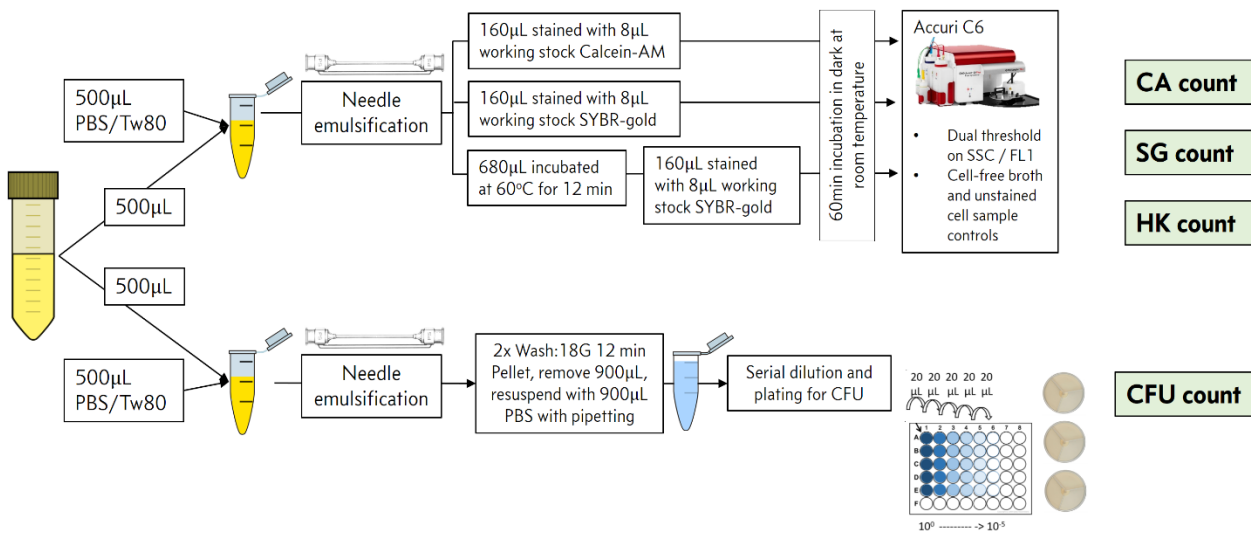 500µL
PBS/Tw80
500µL
Needle
emulsification
160µL stained with 8µL
working stock Calcein-AM
160µL stained with 8µL
working stock SYBR-gold
680µL incubated
at 60°C for 12 min
160µL stained
with 8µL working
stock SYBR-gold
60min incubation in dark at
room temperature
Accuri C6
• Dual threshold
on SSC / FL1
• Cell-free broth
and unstained
cell sample
controls
CA count
SG count
HK count
500µL
500µL
PBS/Tw80
Needle
emulsification
2x Wash:18G 12 min
Pellet, remove 900µL,
resuspend with 900µL
PBS with pipetting
Serial dilution and
plating for CFU
20 20 20 20 20
µL µL µL µL µL
1 2 3 4 5 6 7 8
A
B
C
D
E
F
10⁰ ---------- -> 10⁻⁵
CFU count